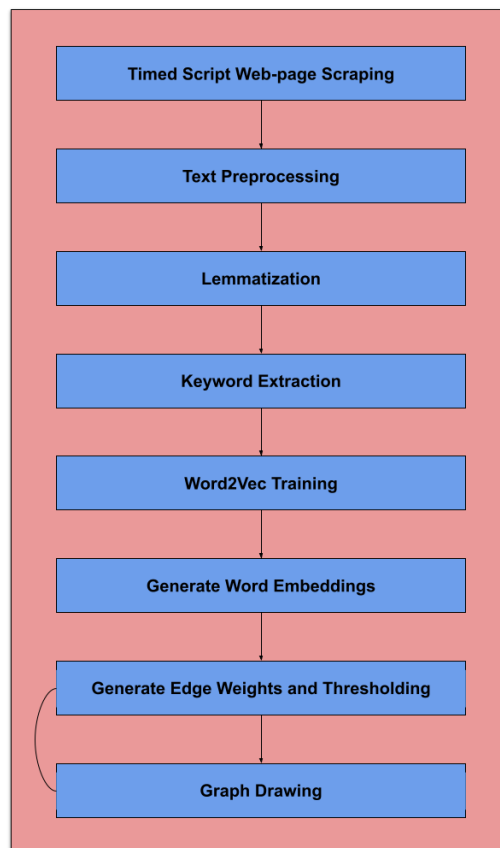 Timed Script Web-page Scraping
Text Preprocessing
Lemmatization
Keyword Extraction
Word2Vec Training
Generate Word Embeddings
Generate Edge Weights and Thresholding
Graph Drawing